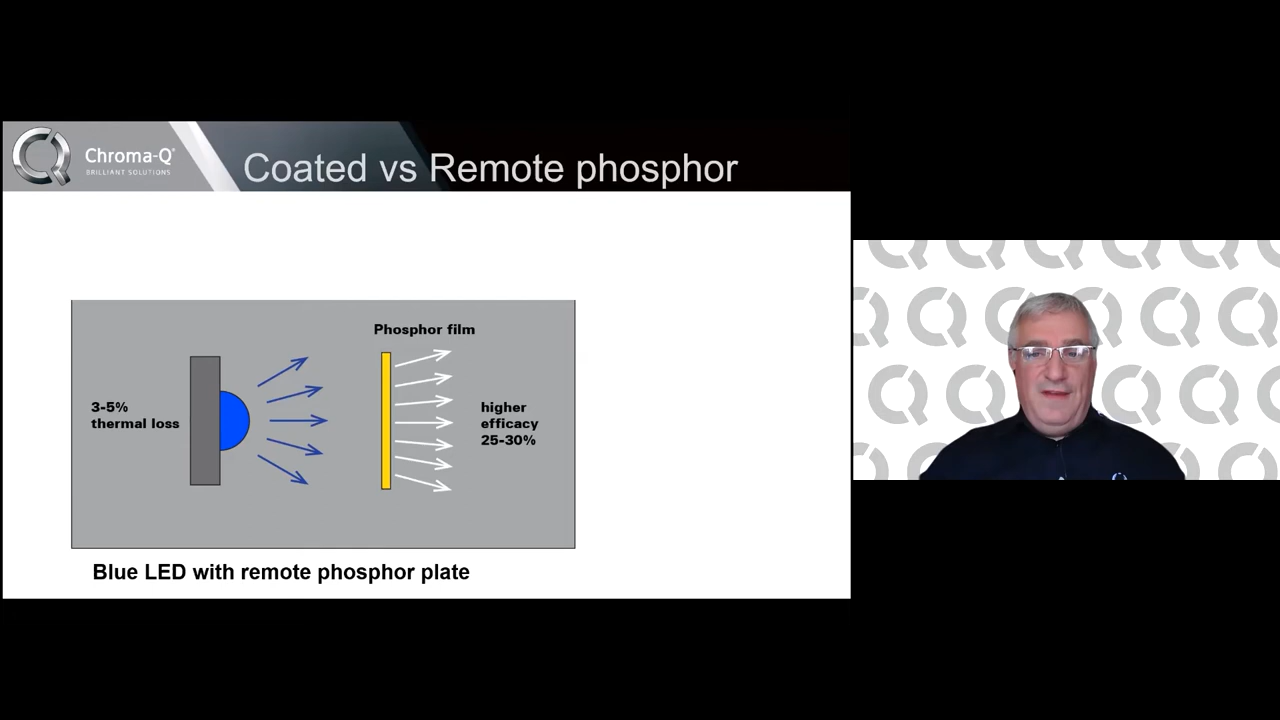 Chroma-Q®
BRILLIANT SOLUTIONS
Coated vs Remote phosphor
Phosphor film
3-5%
thermal loss
higher
efficacy
25-30%
Blue LED with remote phosphor plate